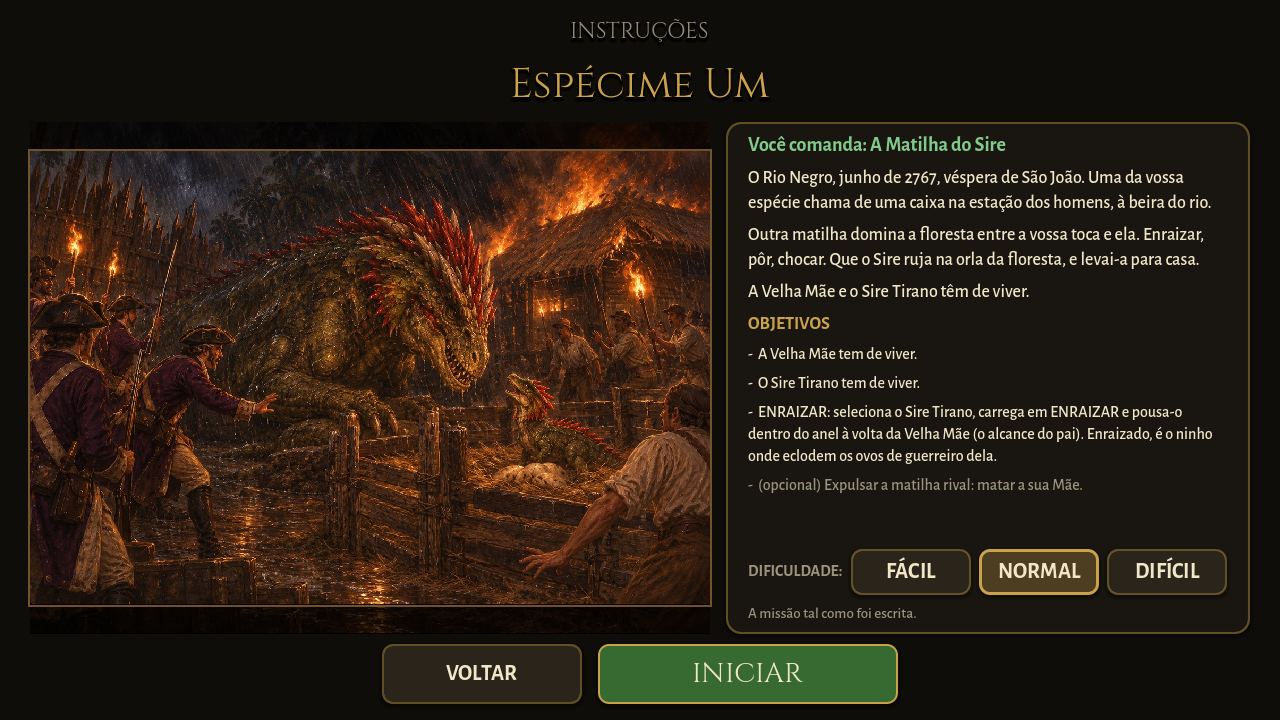 INSTRUÇÕES
Espécime Um
Você comanda: A Matilha do Sire
O Rio Negro, junho de 2767, véspera de São João. Uma da vossa
espécie chama de uma caixa na estação dos homens, à beira do rio.
Outra matilha domina a floresta entre a vossa toca e ela. Enraizar,
pôr, chocar. Que o Sire ruja na orla da floresta, e levai-a para casa.
A Velha Mãe e o Sire Tirano têm de viver.
OBJETIVOS
- A Velha Mãe tem de viver.
- O Sire Tirano tem de viver.
- ENRAIZAR: seleciona o Sire Tirano, carrega em ENRAIZAR e pousa-o
dentro do anel à volta da Velha Mãe (o alcance do pai). Enraizado, é o ninho
onde eclodem os ovos de guerreiro dela.
- (opcional) Expulsar a matilha rival: matar a sua Mãe.
DIFICULDADE: FÁCIL NORMAL DIFÍCIL
A missão tal como foi escrita.
VOLTAR INICIAR